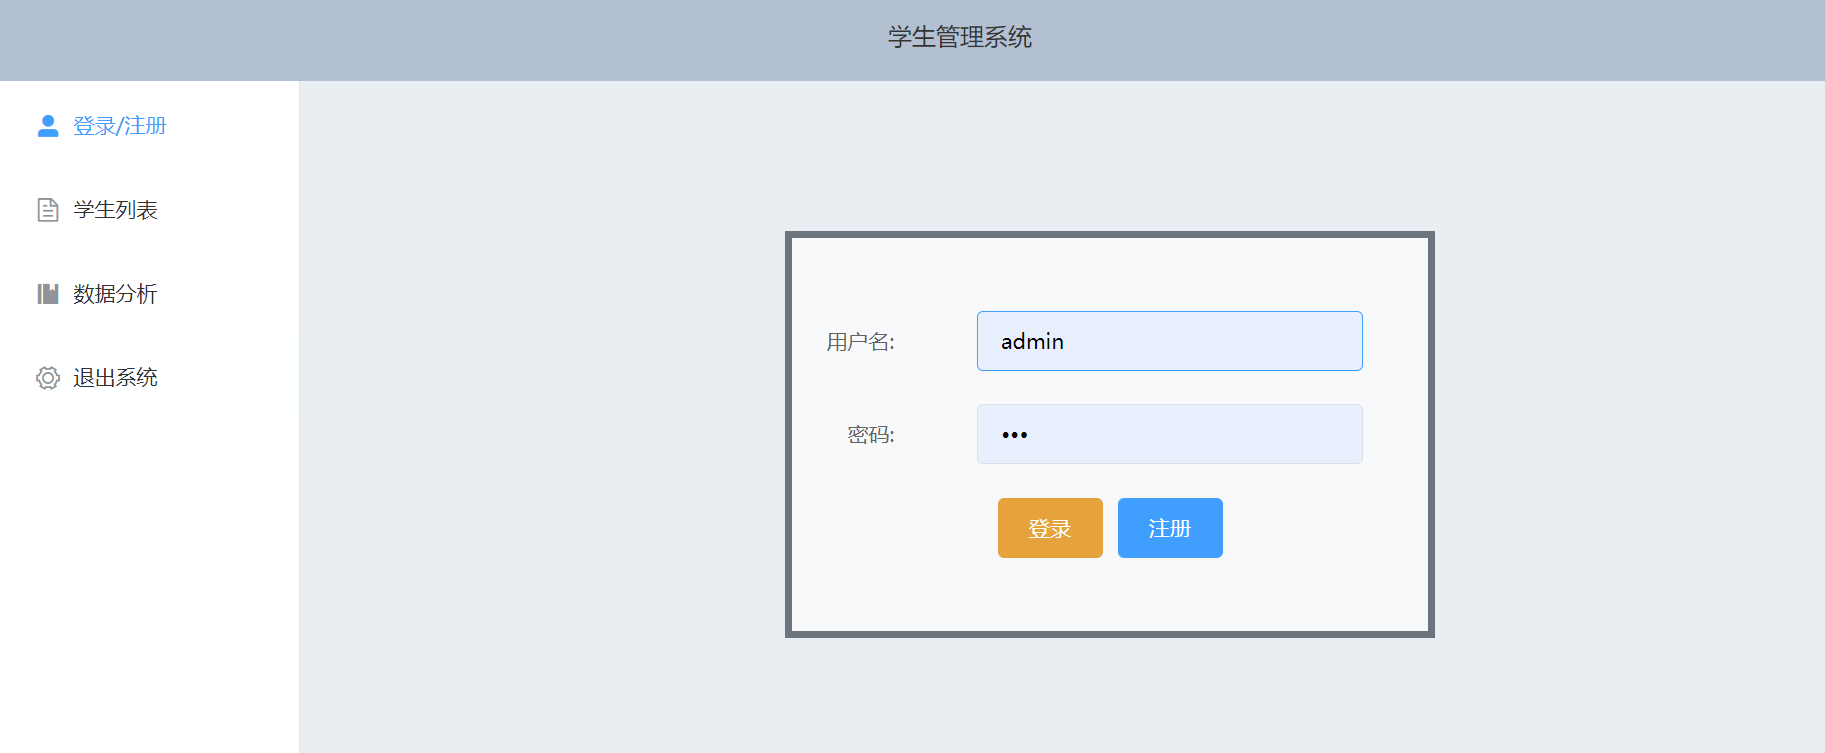 学生管理系统
登录/注册
学生列表
数据分析
退出系统
用户名:
admin
密码:
•••
登录
注册